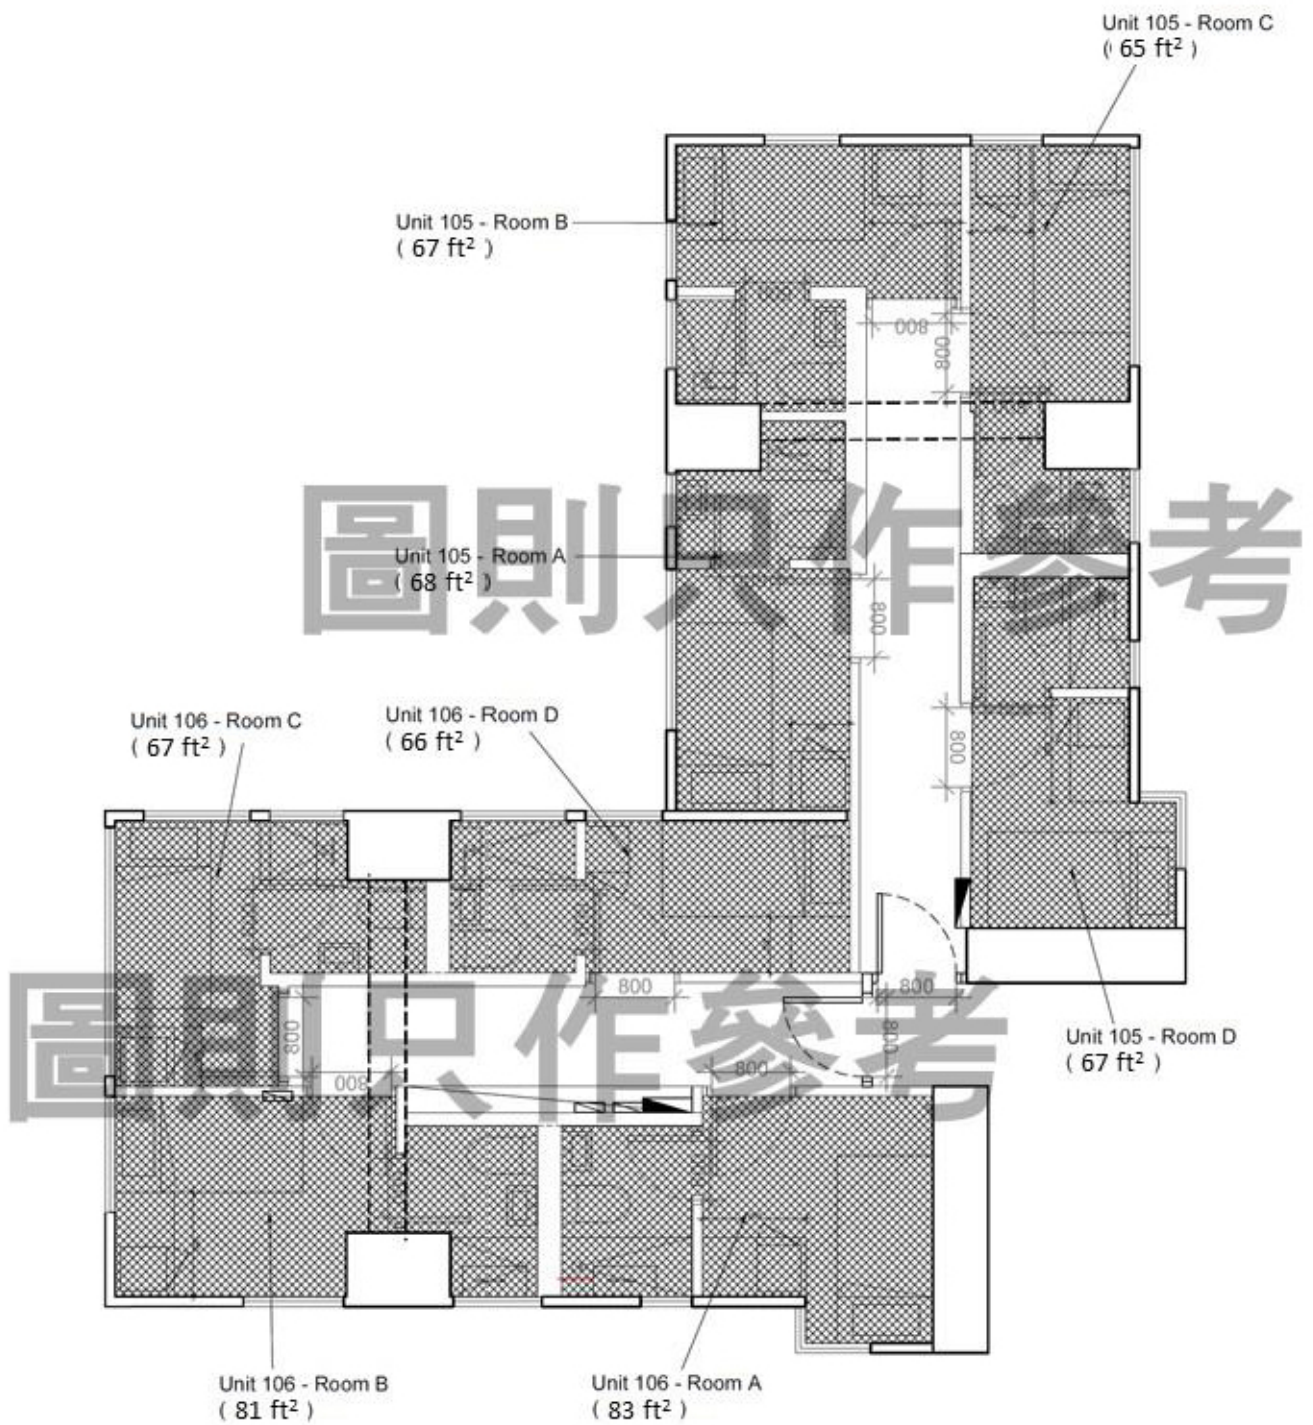 Unit 105 - Room C
( 65 ft² )
Unit 105 - Room B
( 67 ft² )
800
800
圖則只作參考
Unit 105 - Room A
( 68 ft² )
800
Unit 106 - Room D
( 66 ft² )
Unit 106 - Room C
( 67 ft² )
800
圖則只作參考
800
800
800
800
800
800
Unit 105 - Room D
( 67 ft² )
Unit 106 - Room B
( 81 ft² )
Unit 106 - Room A
( 83 ft² )